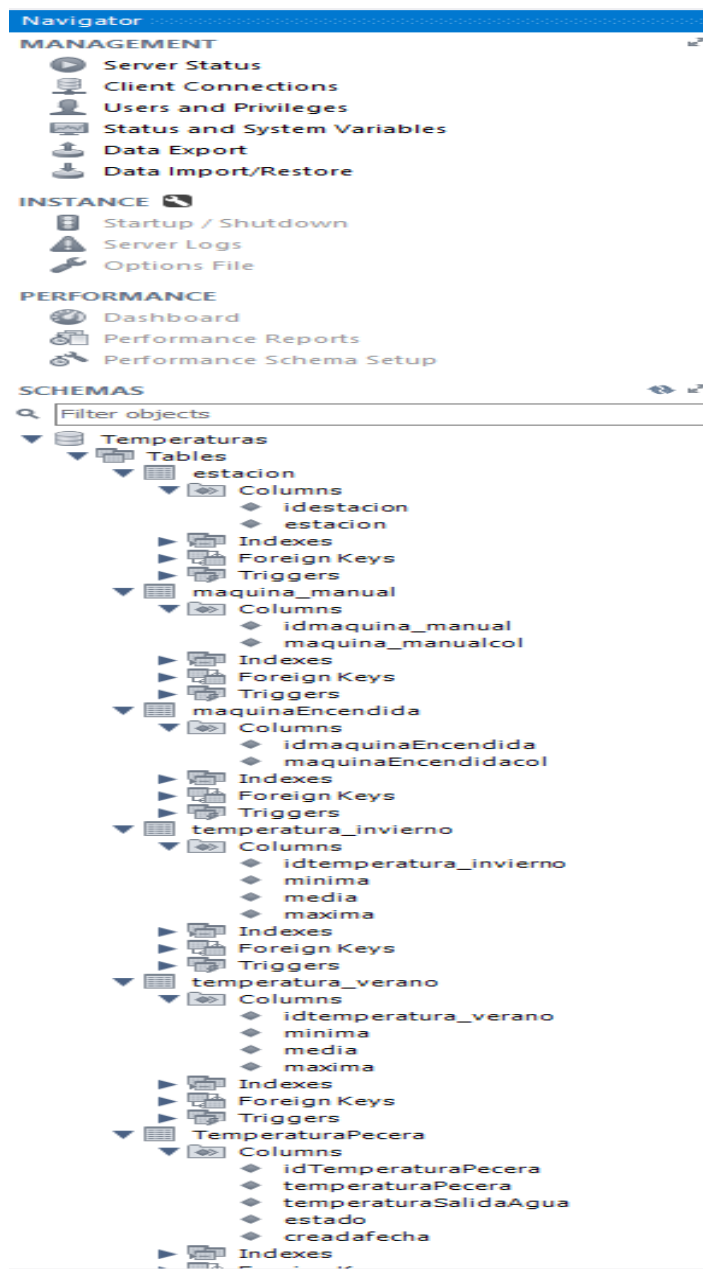 Navigator
MANAGEMENT
Server Status
Client Connections
Users and Privileges
Status and System Variables
Data Export
Data Import/Restore
INSTANCE
Startup / Shutdown
Server Logs
Options File
PERFORMANCE
Dashboard
Performance Reports
Performance Schema Setup
SCHEMAS
Filter objects
Temperaturas
Tables
estacion
Columns
idestacion
estacion
Indexes
Foreign Keys
Triggers
maquina_manual
Columns
idmaquina_manual
maquina_manualcol
Indexes
Foreign Keys
Triggers
maquinaEncendida
Columns
idmaquinaEncendida
maquinaEncendidacol
Indexes
Foreign Keys
Triggers
temperatura_invierno
Columns
idtemperatura_invierno
minima
media
maxima
Indexes
Foreign Keys
Triggers
temperatura_verano
Columns
idtemperatura_verano
minima
media
maxima
Indexes
Foreign Keys
Triggers
TemperaturaPecera
Columns
idTemperaturaPecera
temperaturaPecera
temperaturaSalidaAgua
estado
creadafecha
Indexes